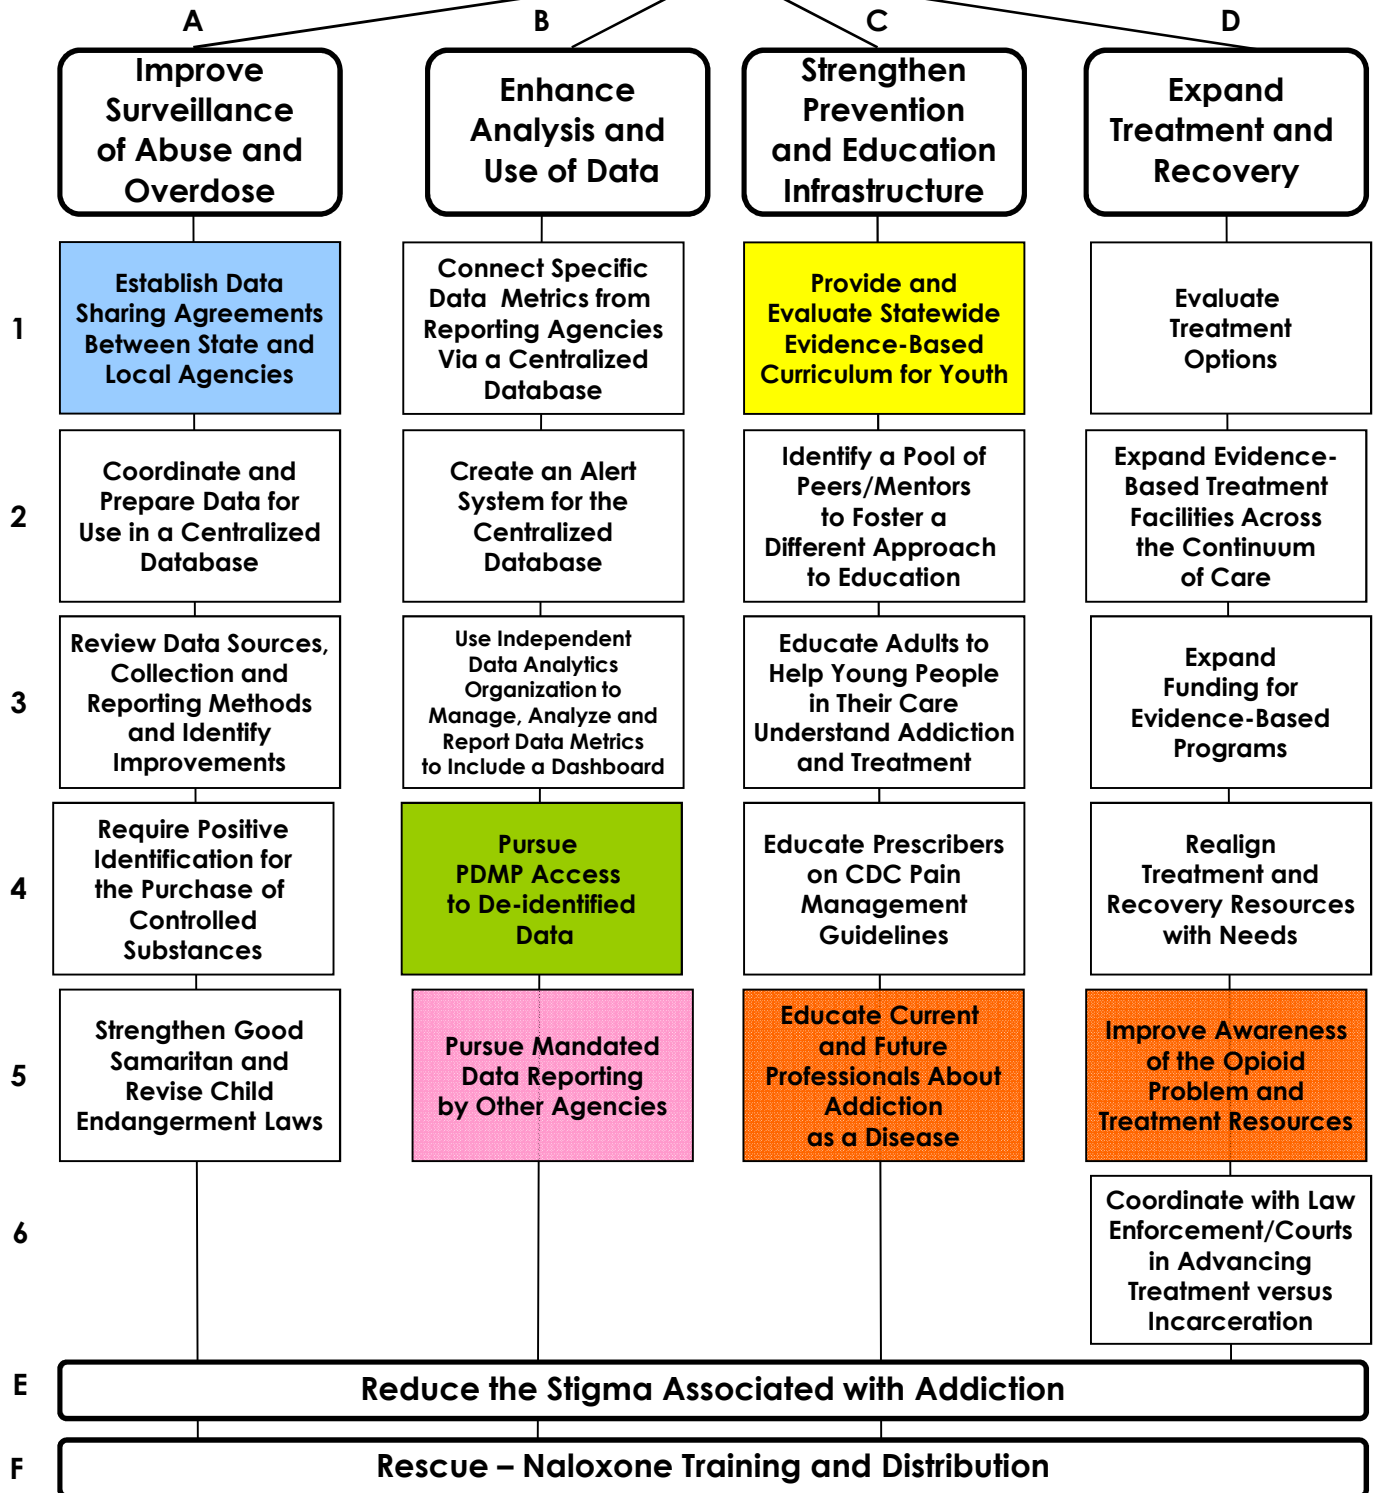 A
B
C
D
Improve
Surveillance
of Abuse and
Overdose
Enhance
Analysis and
Use of Data
Strengthen
Prevention
and Education
Infrastructure
Expand
Treatment and
Recovery
1
Establish Data
Sharing Agreements
Between State and
Local Agencies
Connect Specific
Data Metrics from
Reporting Agencies
Via a Centralized
Database
Provide and
Evaluate Statewide
Evidence-Based
Curriculum for Youth
Evaluate
Treatment
Options
2
Coordinate and
Prepare Data for
Use in a Centralized
Database
Create an Alert
System for the
Centralized
Database
Identify a Pool of
Peers/Mentors
to Foster a
Different Approach
to Education
Expand Evidence-
Based Treatment
Facilities Across
the Continuum
of Care
3
Review Data Sources,
Collection and
Reporting Methods
and Identify
Improvements
Use Independent
Data Analytics
Organization to
Manage, Analyze and
Report Data Metrics
to Include a Dashboard
Educate Adults to
Help Young People
in Their Care
Understand Addiction
and Treatment
Expand
Funding for
Evidence-Based
Programs
4
Require Positive
Identification for
the Purchase of
Controlled
Substances
Pursue
PDMP Access
to De-identified
Data
Educate Prescribers
on CDC Pain
Management
Guidelines
Realign
Treatment and
Recovery Resources
with Needs
5
Strengthen Good
Samaritan and
Revise Child
Endangerment Laws
Pursue Mandated
Data Reporting
by Other Agencies
Educate Current
and Future
Professionals About
Addiction
as a Disease
Improve Awareness
of the Opioid
Problem and
Treatment Resources
6
Coordinate with Law
Enforcement/Courts
in Advancing
Treatment versus
Incarceration
E
Reduce the Stigma Associated with Addiction
F
Rescue – Naloxone Training and Distribution